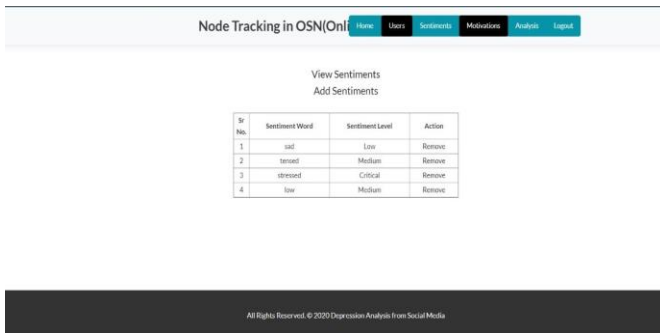 Node Tracking in OSN(Onli Home Users Sentiments Motivations Analysis Logout
View Sentiments
Add Sentiments
Sr No. Sentiment Word Sentiment Level Action
1 sad Low Remove
2 tensed Medium Remove
3 stressed Critical Remove
4 low Medium Remove
All Rights Reserved. © 2020 Depression Analysis from Social Media